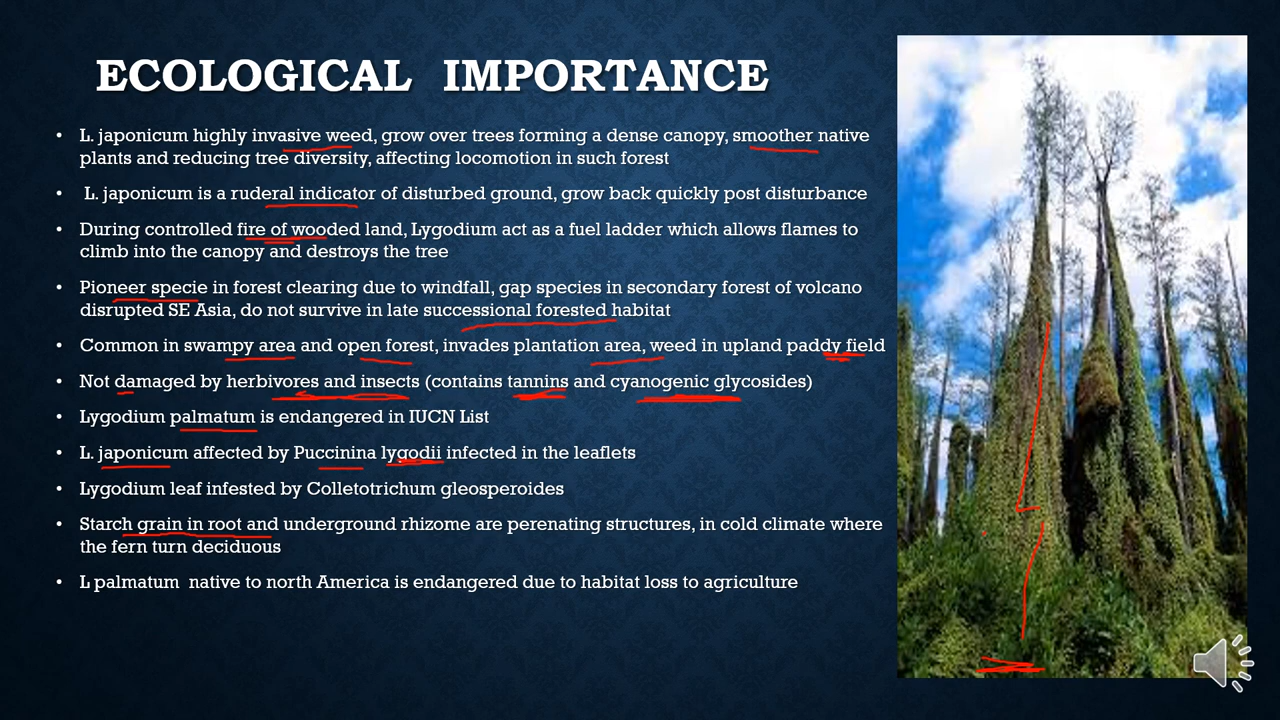 ECOLOGICAL IMPORTANCE
• L. japonicum highly invasive weed, grow over trees forming a dense canopy, smoother native
plants and reducing tree diversity, affecting locomotion in such forest
• L. japonicum is a ruderal indicator of disturbed ground, grow back quickly post disturbance
• During controlled fire of wooded land, Lygodium act as a fuel ladder which allows flames to
climb into the canopy and destroys the tree
• Pioneer specie in forest clearing due to windfall, gap species in secondary forest of volcano
disrupted SE Asia, do not survive in late successional forested habitat
• Common in swampy area and open forest, invades plantation area, weed in upland paddy field
• Not damaged by herbivores and insects (contains tannins and cyanogenic glycosides)
• Lygodium palmatum is endangered in IUCN List
• L. japonicum affected by Puccinina lygodii infected in the leaflets
• Lygodium leaf infested by Colletotrichum gleosperoides
• Starch grain in root and underground rhizome are perenating structures, in cold climate where
the fern turn deciduous
• L palmatum native to north America is endangered due to habitat loss to agriculture